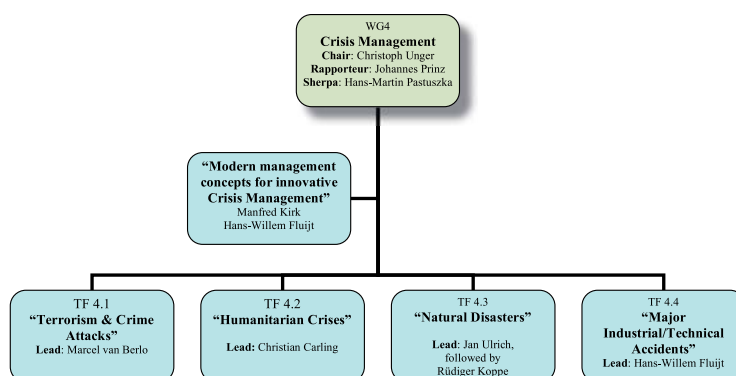 WG4
Crisis Management
Chair: Christoph Unger
Rapporteur: Johannes Prinz
Sherpa: Hans-Martin Pastuszka
“Modern management
concepts for innovative
Crisis Management”
Manfred Kirk
Hans-Willem Fluijt
TF 4.1
“Terrorism & Crime
Attacks”
Lead: Marcel van Berlo
TF 4.2
“Humanitarian Crises”
Lead: Christian Carling
TF 4.3
“Natural Disasters”
Lead: Jan Ulrich,
followed by
Rüdiger Koppe
TF 4.4
“Major
Industrial/Technical
Accidents”
Lead: Hans-Willem Fluijt